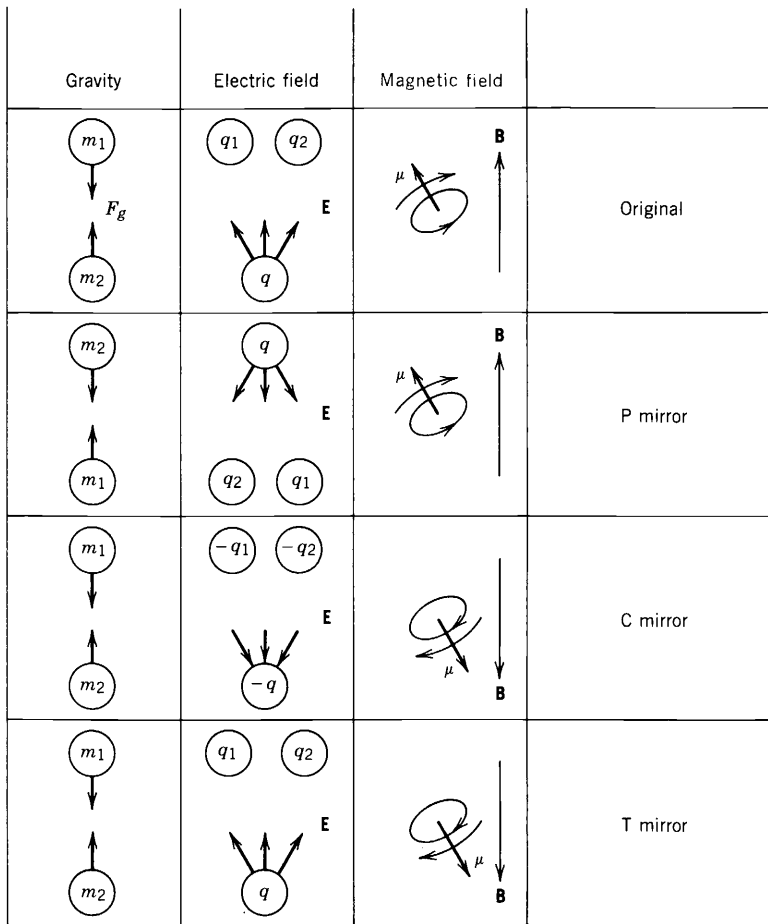 Gravity Electric field Magnetic field
m1 q1 q2 B
μ
Fg E Original
m2 q
m2 q B
μ
E P mirror
m1 q2 q1
m1 −q1 −q2
E C mirror
m2 −q μ
B
m1 q1 q2
E T mirror
μ
m2 q B